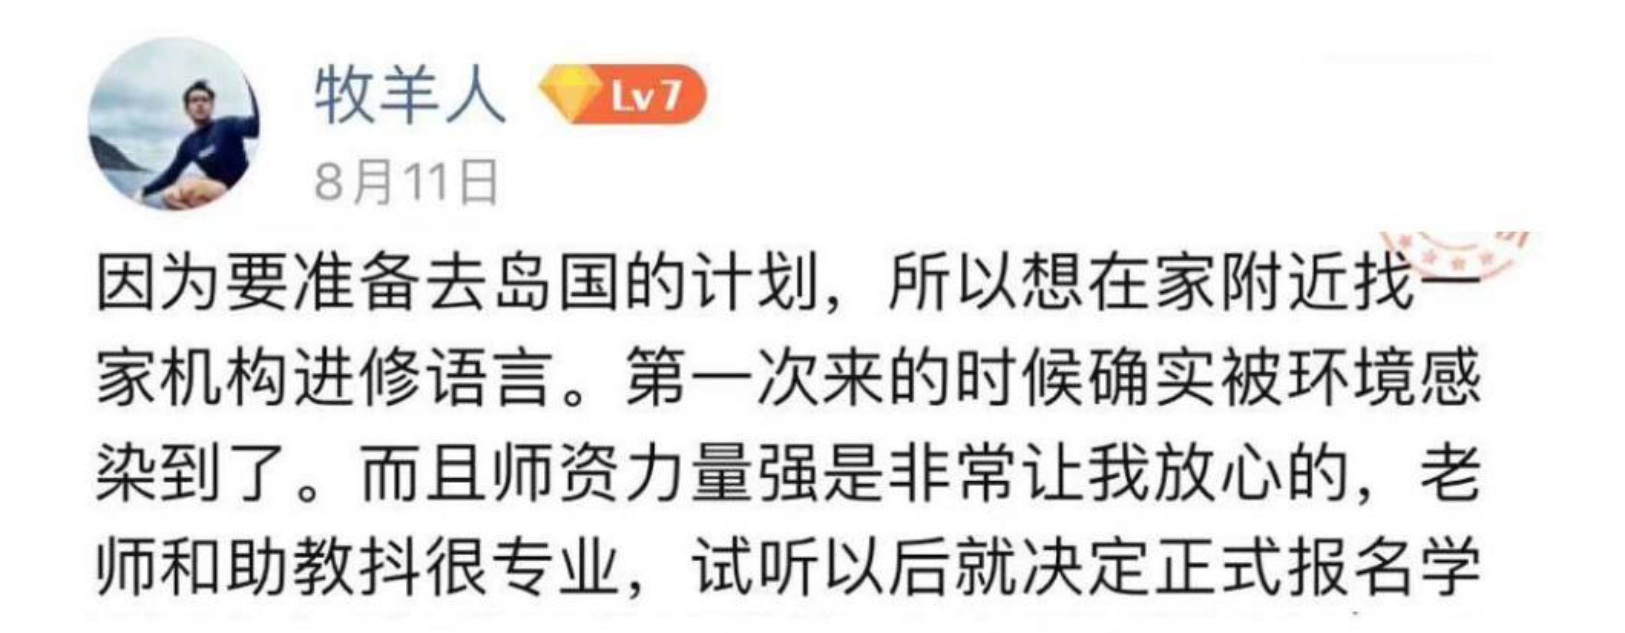 牧羊人 Lv7
8月11日
因为要准备去岛国的计划，所以想在家附近找一
家机构进修语言。第一次来的时候确实被环境感
染到了。而且师资力量强是非常让我放心的，老
师和助教抖很专业，试听以后就决定正式报名学